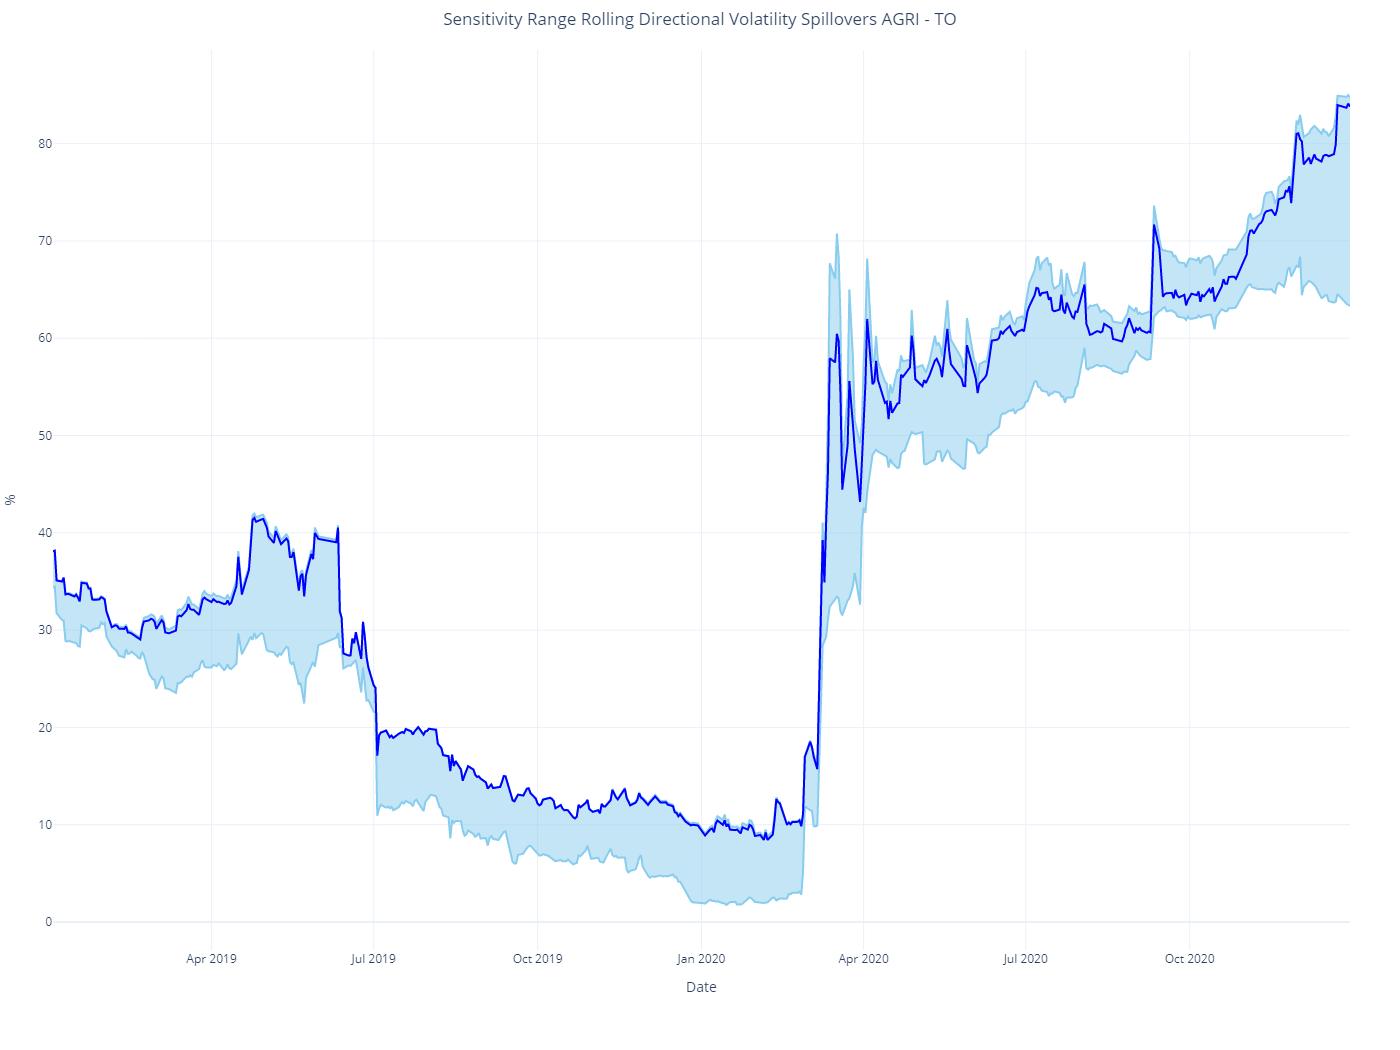 Sensitivity Range Rolling Directional Volatility Spillovers AGRI - TO
80
70
60
50
40
30
20
10
0
%
Apr 2019
Jul 2019
Oct 2019
Jan 2020
Apr 2020
Jul 2020
Oct 2020
Date